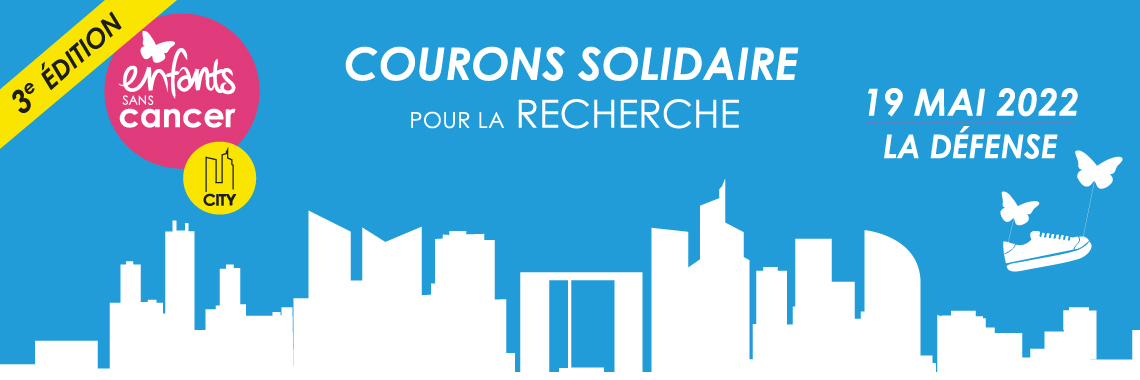 3e ÉDITION
enfants
SANS
cancer
CITY
COURONS SOLIDAIRE
POUR LA RECHERCHE
19 MAI 2022
LA DÉFENSE